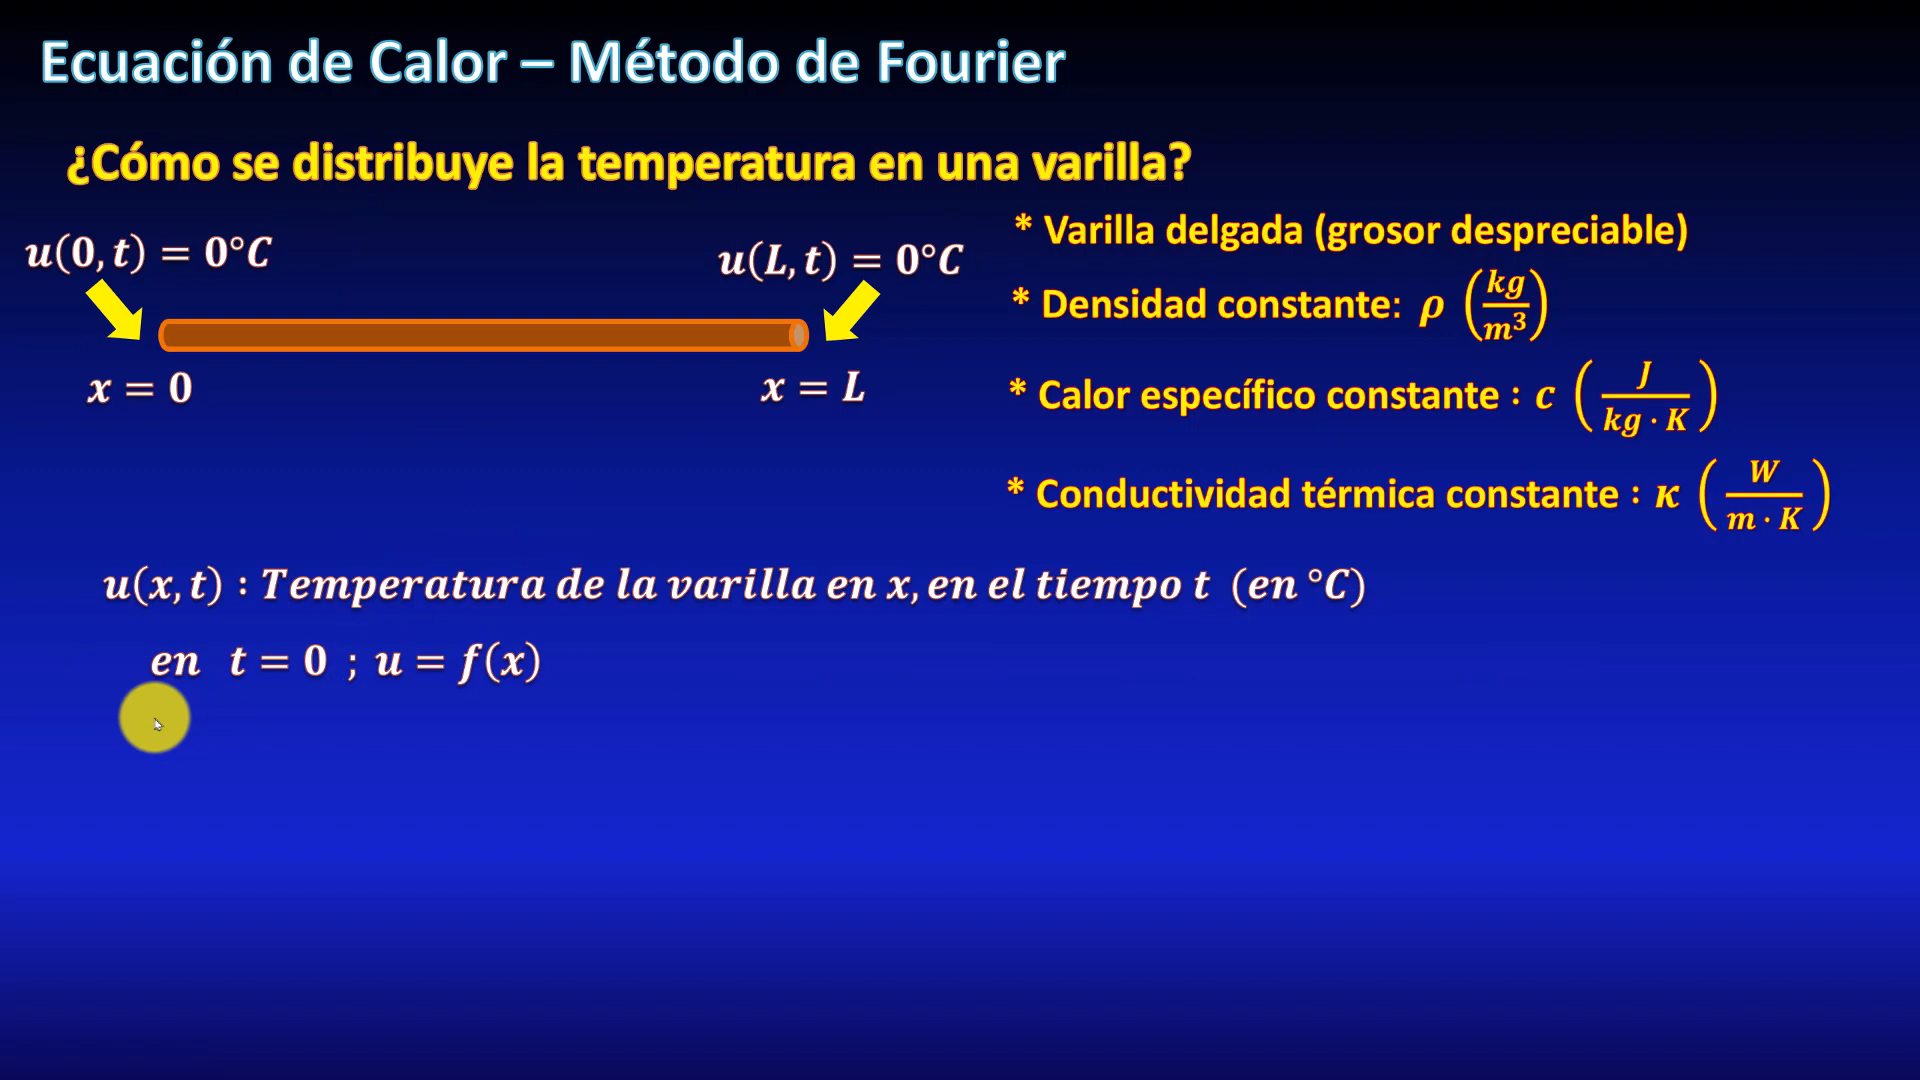 Ecuación de Calor – Método de Fourier
¿Cómo se distribuye la temperatura en una varilla?
u(0, t) = 0°C
u(L, t) = 0°C
x = 0
x = L
* Varilla delgada (grosor despreciable)
* Densidad constante: ρ (kg/m³)
* Calor específico constante : c (J/(kg · K))
* Conductividad térmica constante : κ (W/(m · K))
u(x, t) : Temperatura de la varilla en x, en el tiempo t (en °C)
en t = 0 ; u = f(x)